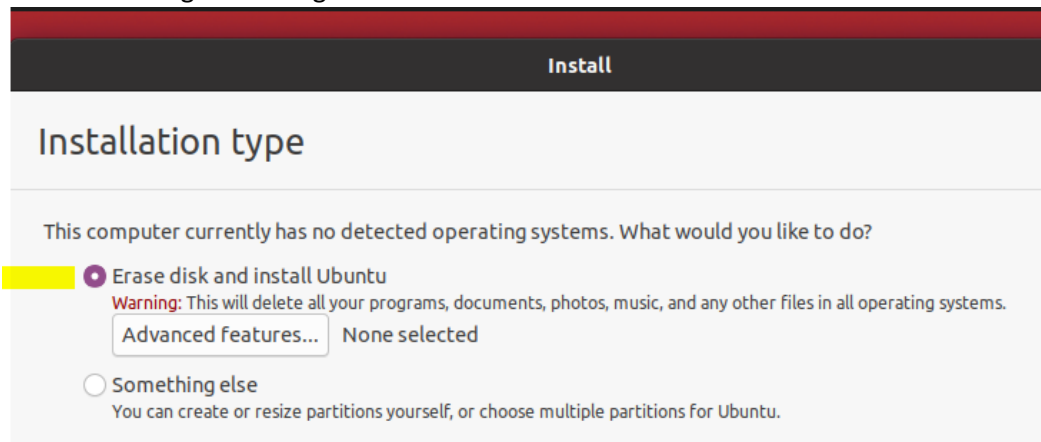 Install
Installation type
This computer currently has no detected operating systems. What would you like to do?
Erase disk and install Ubuntu
Warning: This will delete all your programs, documents, photos, music, and any other files in all operating systems.
Advanced features... None selected
Something else
You can create or resize partitions yourself, or choose multiple partitions for Ubuntu.